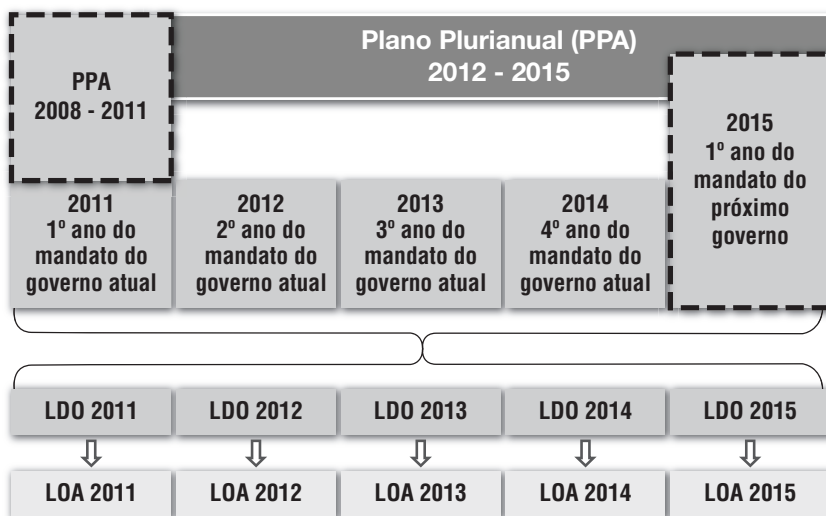 Plano Plurianual (PPA)
2012 - 2015
PPA
2008 - 2011
2011
1º ano do
mandato do
governo atual
2012
2º ano do
mandato do
governo atual
2013
3º ano do
mandato do
governo atual
2014
4º ano do
mandato do
governo atual
2015
1º ano do
mandato do
próximo
governo
LDO 2011
LDO 2012
LDO 2013
LDO 2014
LDO 2015
LOA 2011
LOA 2012
LOA 2013
LOA 2014
LOA 2015